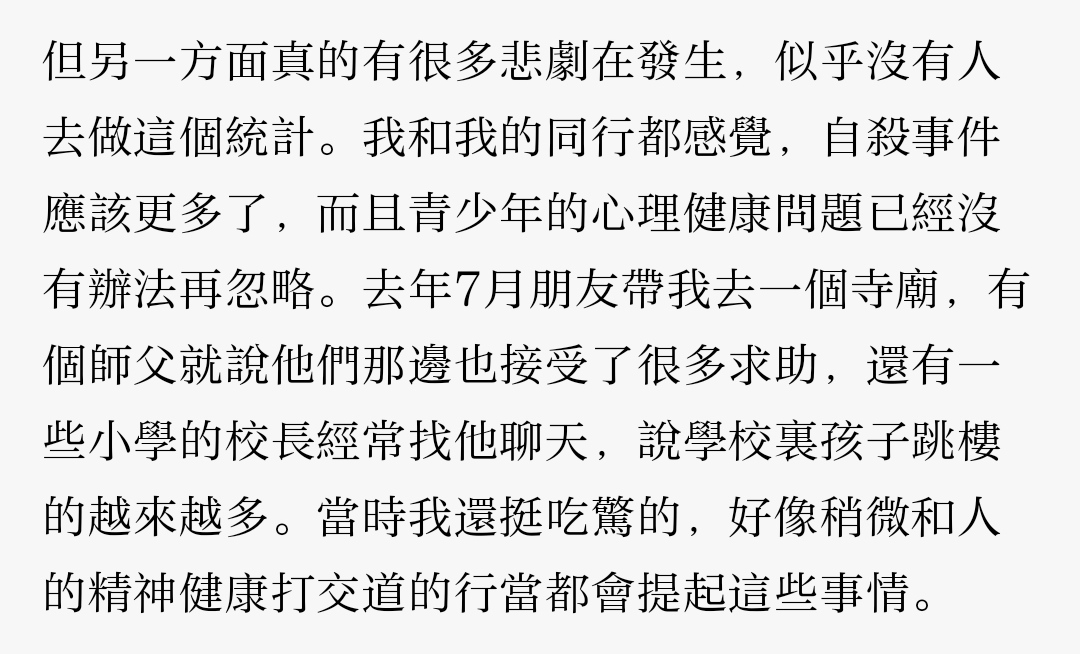 但另一方面真的有很多悲劇在發生，似乎沒有人
去做這個統計。我和我的同行都感覺，自殺事件
應該更多了，而且青少年的心理健康問題已經沒
有辦法再忽略。去年7月朋友帶我去一個寺廟，有
個師父就說他們那邊也接受了很多求助，還有一
些小學的校長經常找他聊天，說學校裏孩子跳樓
的越來越多。當時我還挺吃驚的，好像稍微和人
的精神健康打交道的行當都會提起這些事情。